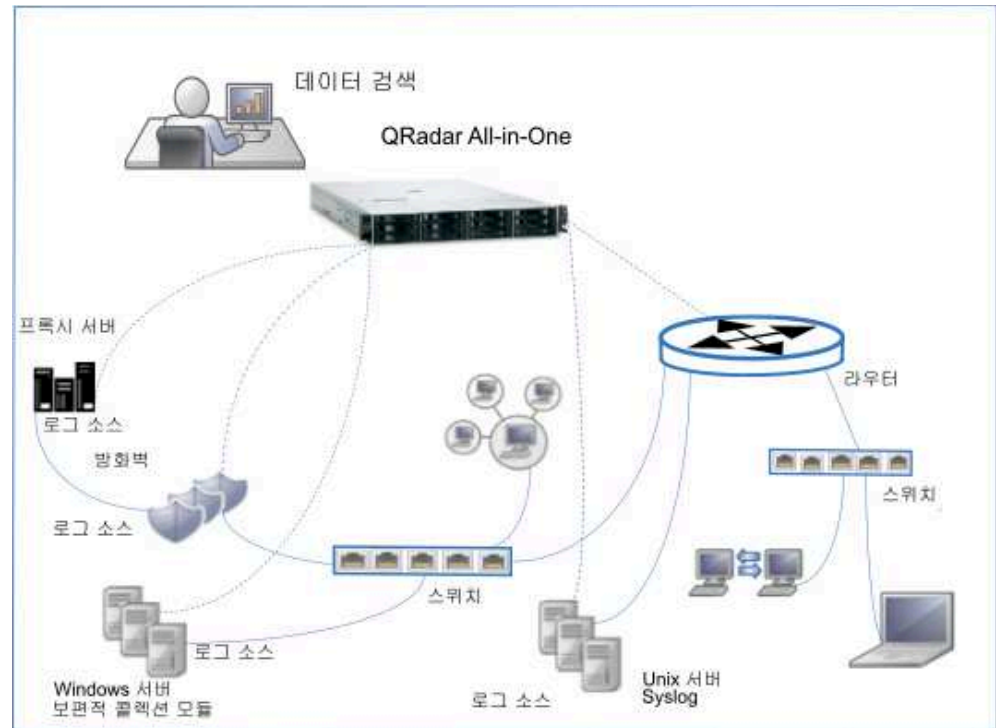 데이터 검색
QRadar All-in-One
프록시 서버
로그 소스
방화벽
로그 소스
라우터
스위치
스위치
로그 소스
Windows 서버
보편적 콜렉션 모듈
로그 소스
Unix 서버
Syslog